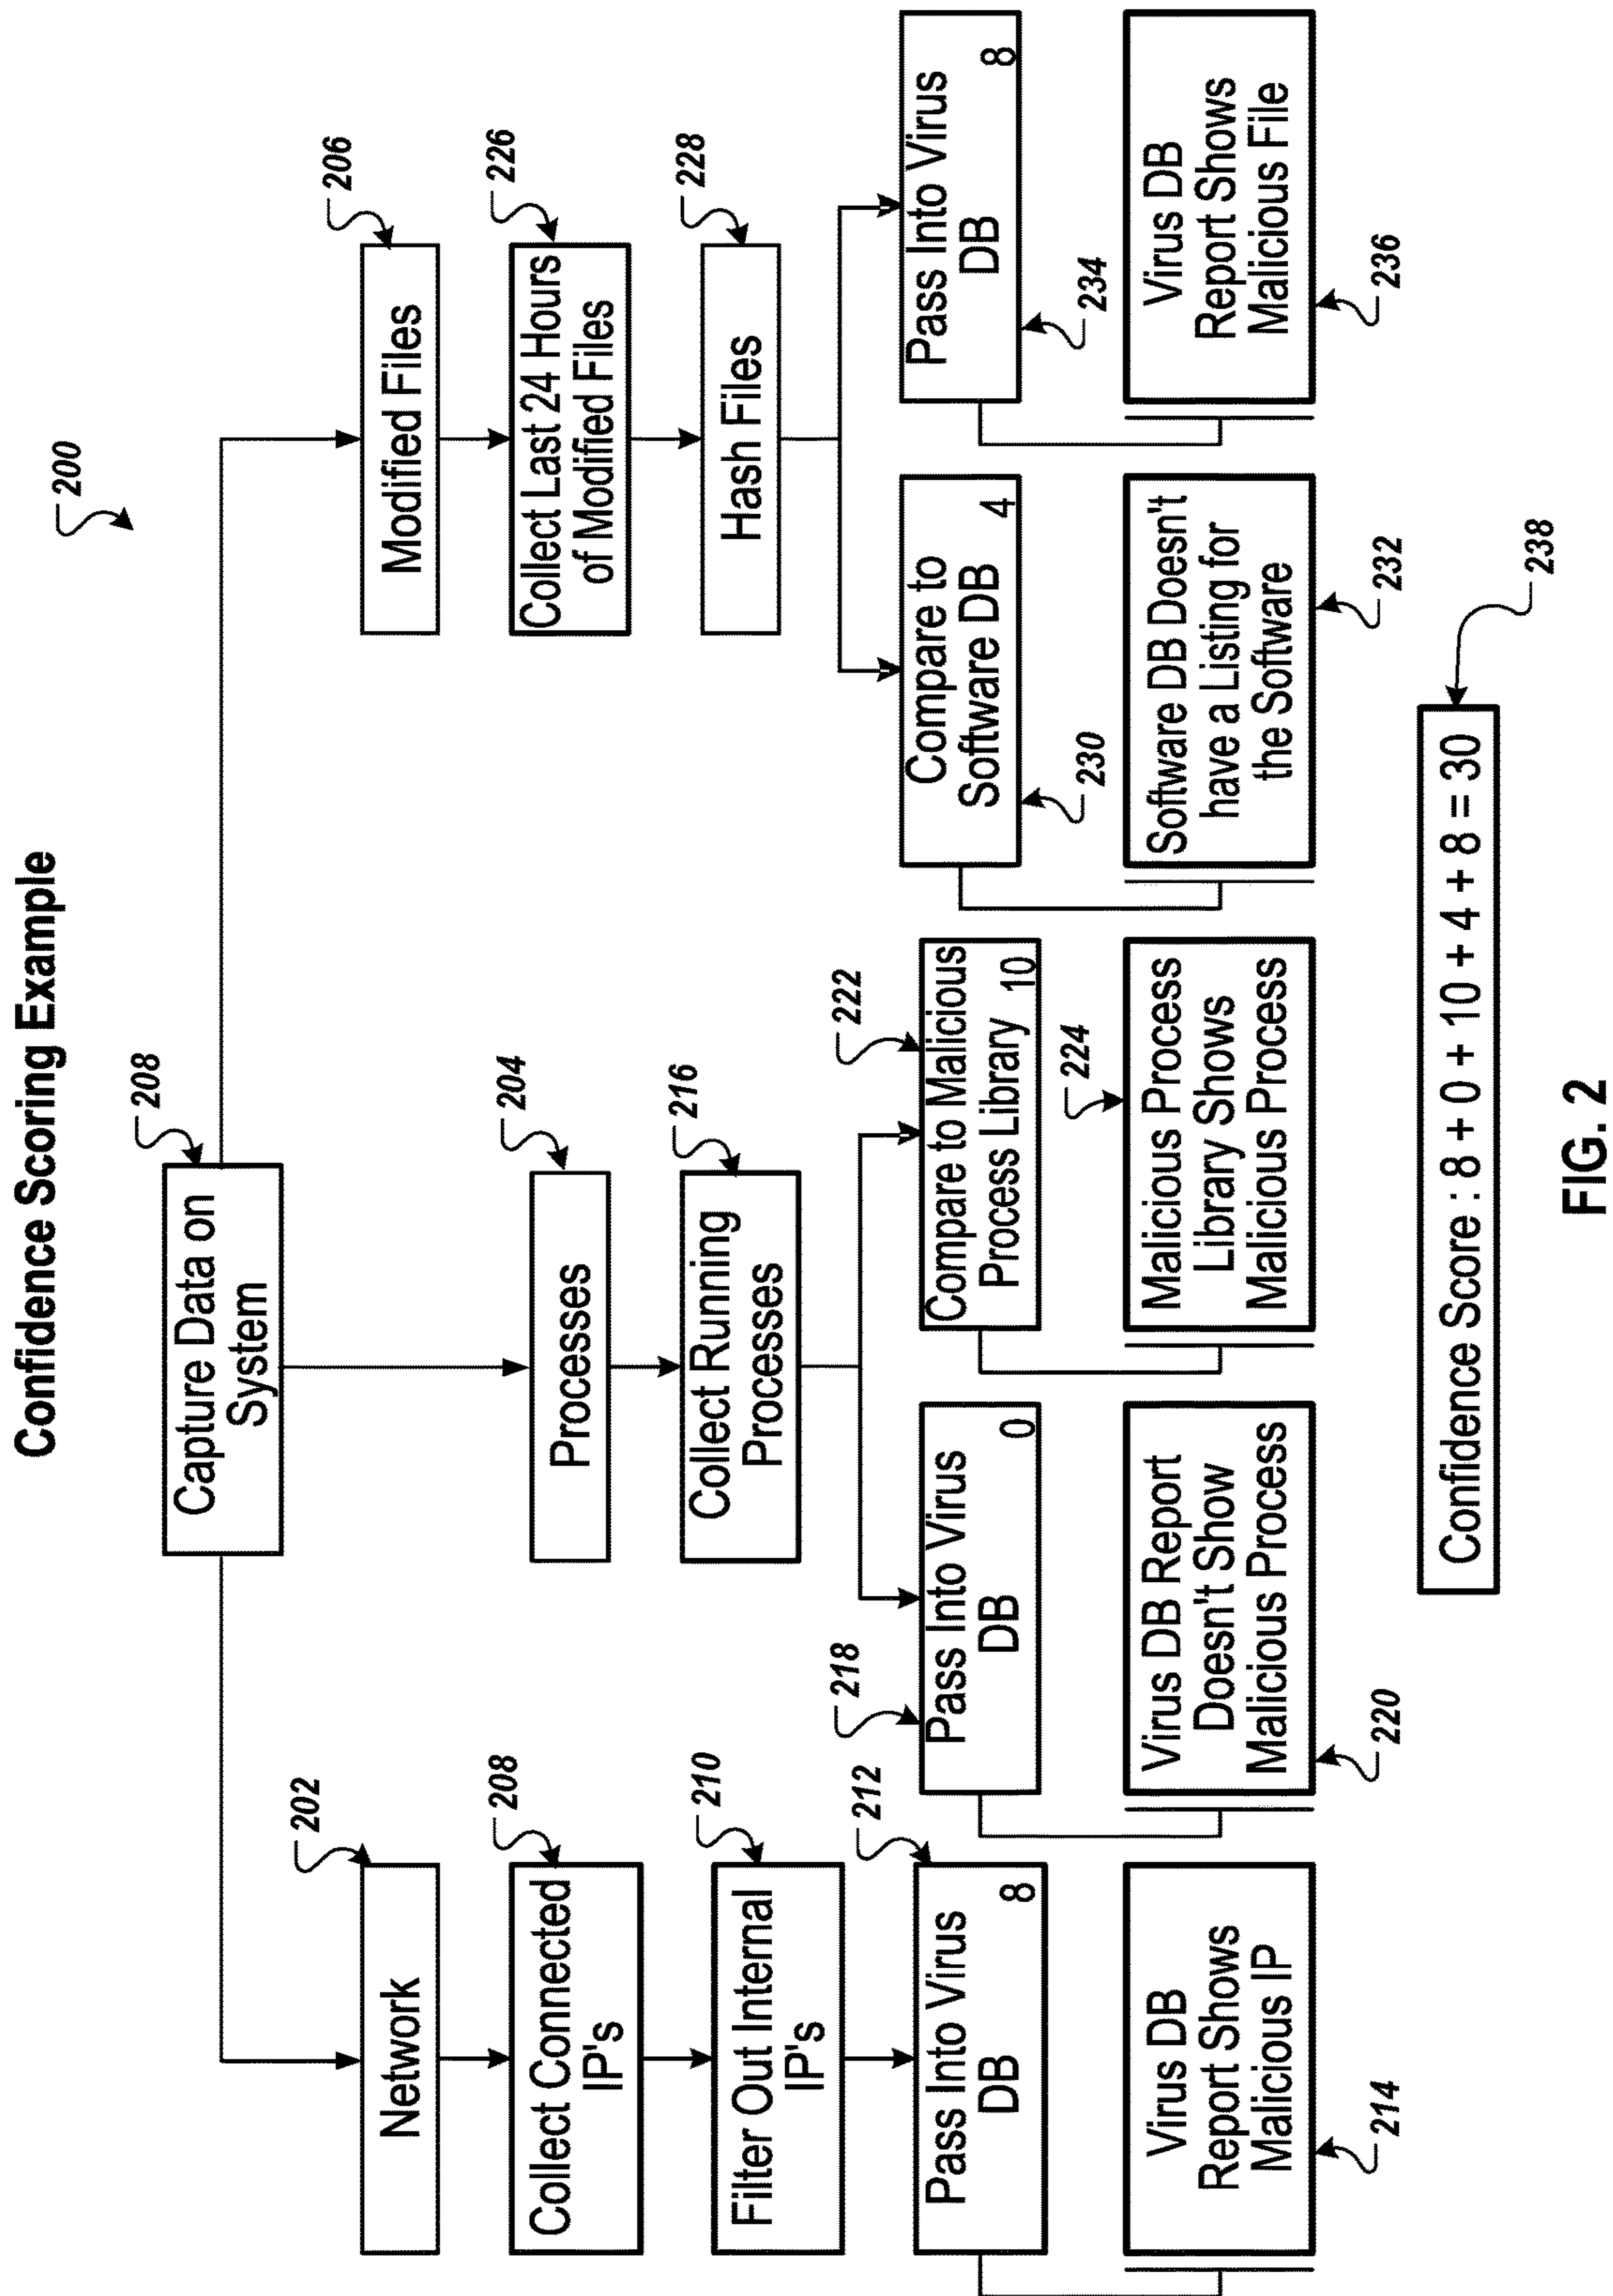 Confidence Scoring Example
200
208
Capture Data on
System
202
Network
204
Processes
206
Modified Files
208
Collect Connected
IP's
216
Collect Running
Processes
226
Collect Last 24 Hours
of Modified Files
210
Filter Out Internal
IP's
228
Hash Files
212
Pass Into Virus
DB
8
218
Pass Into Virus
DB
0
222
Compare to Malicious
Process Library 10
230
Compare to
Software DB
4
234
Pass Into Virus
DB
8
214
Virus DB
Report Shows
Malicious IP
220
Virus DB Report
Doesn't Show
Malicious Process
224
Malicious Process
Library Shows
Malicious Process
232
Software DB Doesn't
have a Listing for
the Software
236
Virus DB
Report Shows
Malicious File
238
Confidence Score : 8 + 0 + 10 + 4 + 8 = 30
FIG. 2